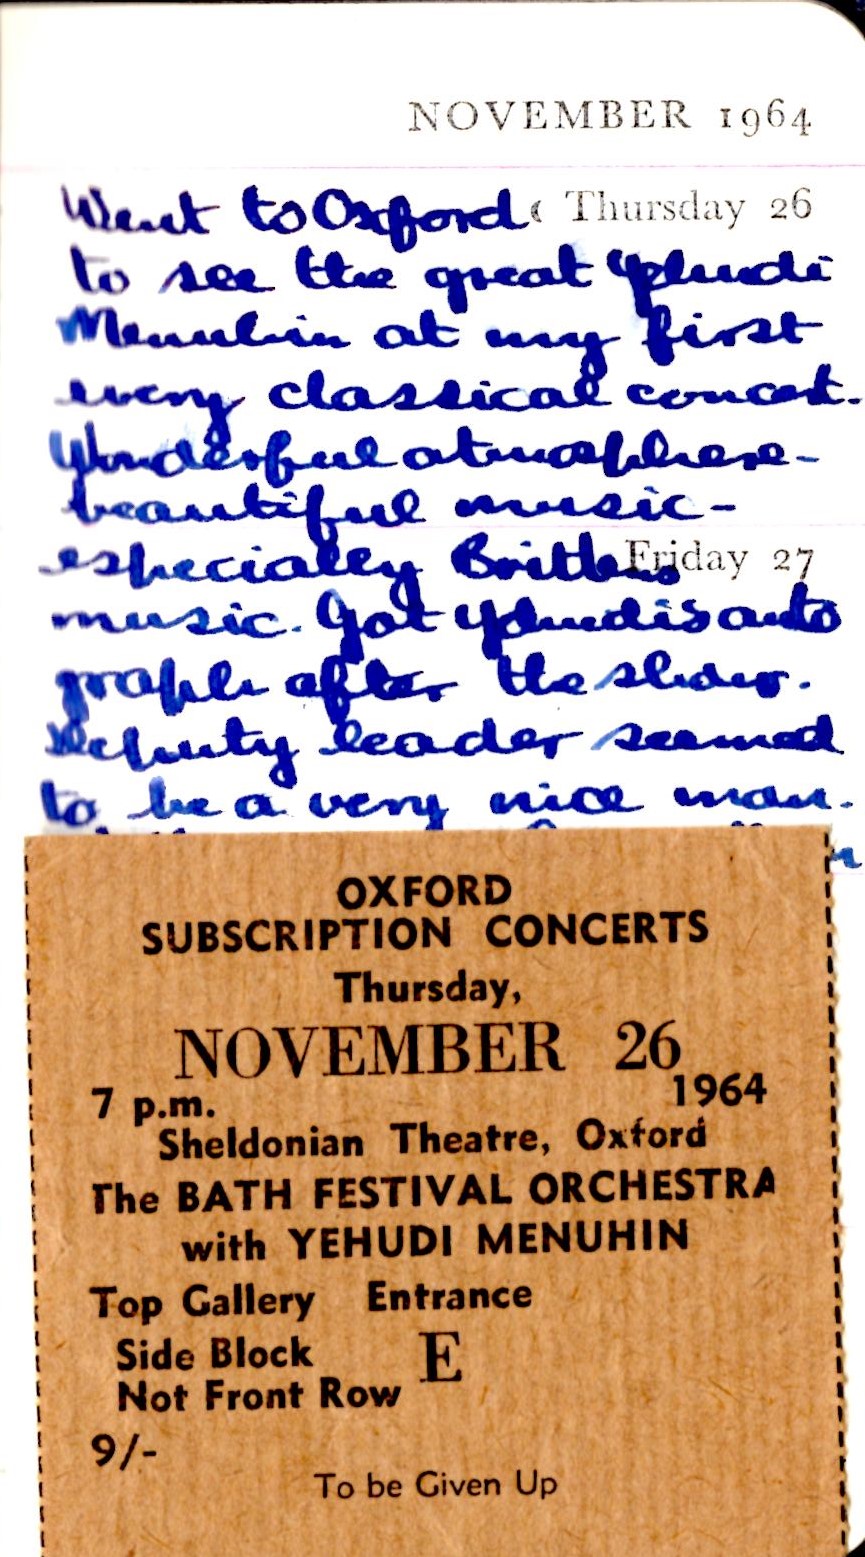 NOVEMBER 1964
Went to Oxford Thursday 26
to see the great Yehudi
Menuhin at my first
every classical concert.
Wonderful atmosphere -
beautiful music -
especially Brittens Friday 27
music. Got Yehudis auto
graph after the show.
Deputy leader seemed
to be a very nice man.
OXFORD
SUBSCRIPTION CONCERTS
Thursday,
NOVEMBER 26
7 p.m. 1964
Sheldonian Theatre, Oxford
The BATH FESTIVAL ORCHESTRA
with YEHUDI MENUHIN
Top Gallery Entrance
Side Block E
Not Front Row
9/-
To be Given Up